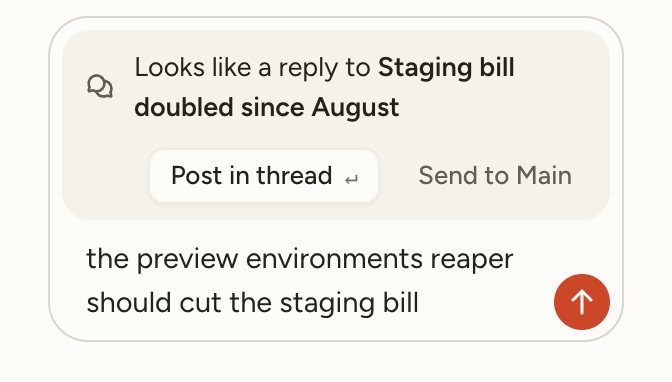 Looks like a reply to Staging bill
doubled since August
Post in thread ↵
Send to Main
the preview environments reaper
should cut the staging bill